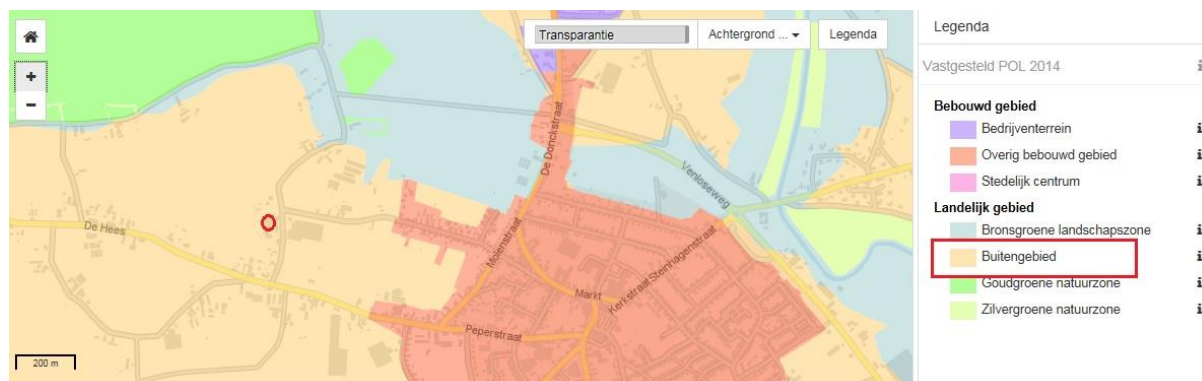 Transparantie
Achtergrond ...
Legenda
+
-
De Hees
De Donckstraat
Venloseweg
Molenstraat
Steinhagenstraat
Markt
Kerkstraat
Peperstraat
200 m
Legenda
Vastgesteld POL 2014
i
Bebouwd gebied
Bedrijventerrein
i
Overig bebouwd gebied
i
Stedelijk centrum
i
Landelijk gebied
Bronsgroene landschapszone
i
Buitengebied
i
Goudgroene natuurzone
i
Zilvergroene natuurzone
i